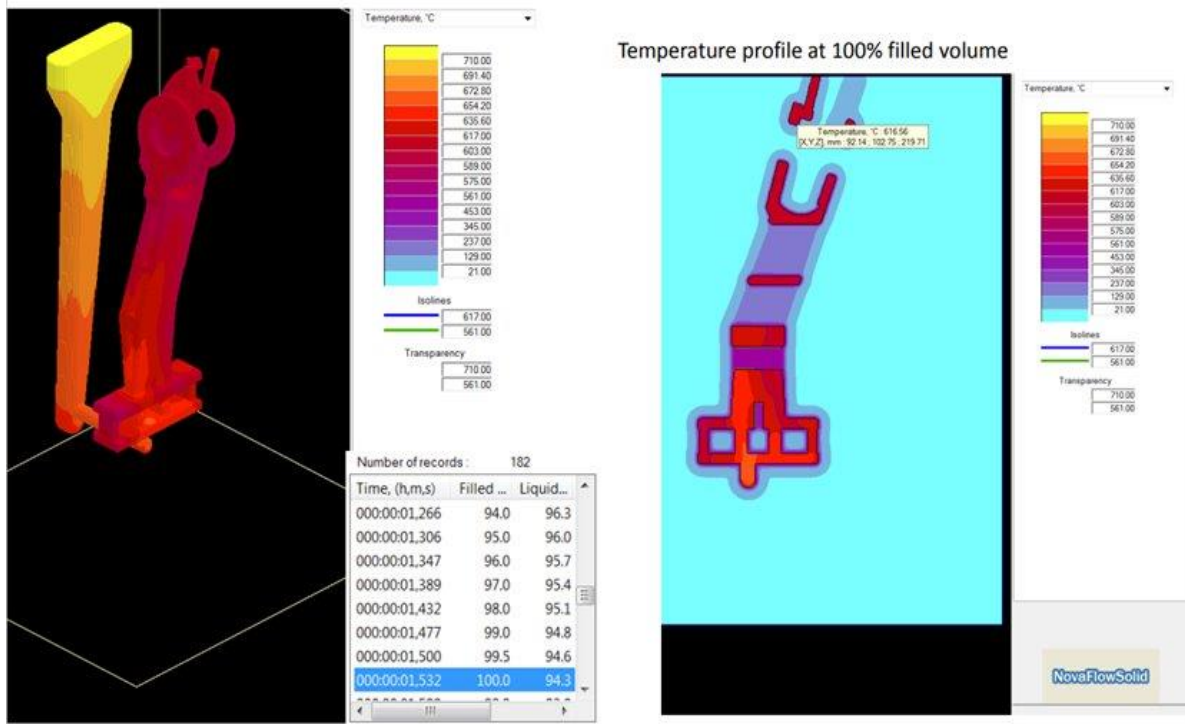 Temperature, °C
710.00
691.40
672.80
654.20
635.60
617.00
603.00
589.00
575.00
561.00
453.00
345.00
237.00
129.00
21.00
Isolines
617.00
561.00
Transparency
710.00
561.00
Number of records : 182
Time, (h,m,s) Filled ... Liquid...
000:00:01,266 94.0 96.3
000:00:01,306 95.0 96.0
000:00:01,347 96.0 95.7
000:00:01,389 97.0 95.4
000:00:01,432 98.0 95.1
000:00:01,477 99.0 94.8
000:00:01,500 99.5 94.6
000:00:01,532 100.0 94.3
Temperature profile at 100% filled volume
Temperature, °C : 616.56
[X,Y,Z], mm : 92.14 ; 102.75 ; 219.71
Temperature, °C
710.00
691.40
672.80
654.20
635.60
617.00
603.00
589.00
575.00
561.00
453.00
345.00
237.00
129.00
21.00
Isolines
617.00
561.00
Transparency
710.00
561.00
NovaFlowSolid